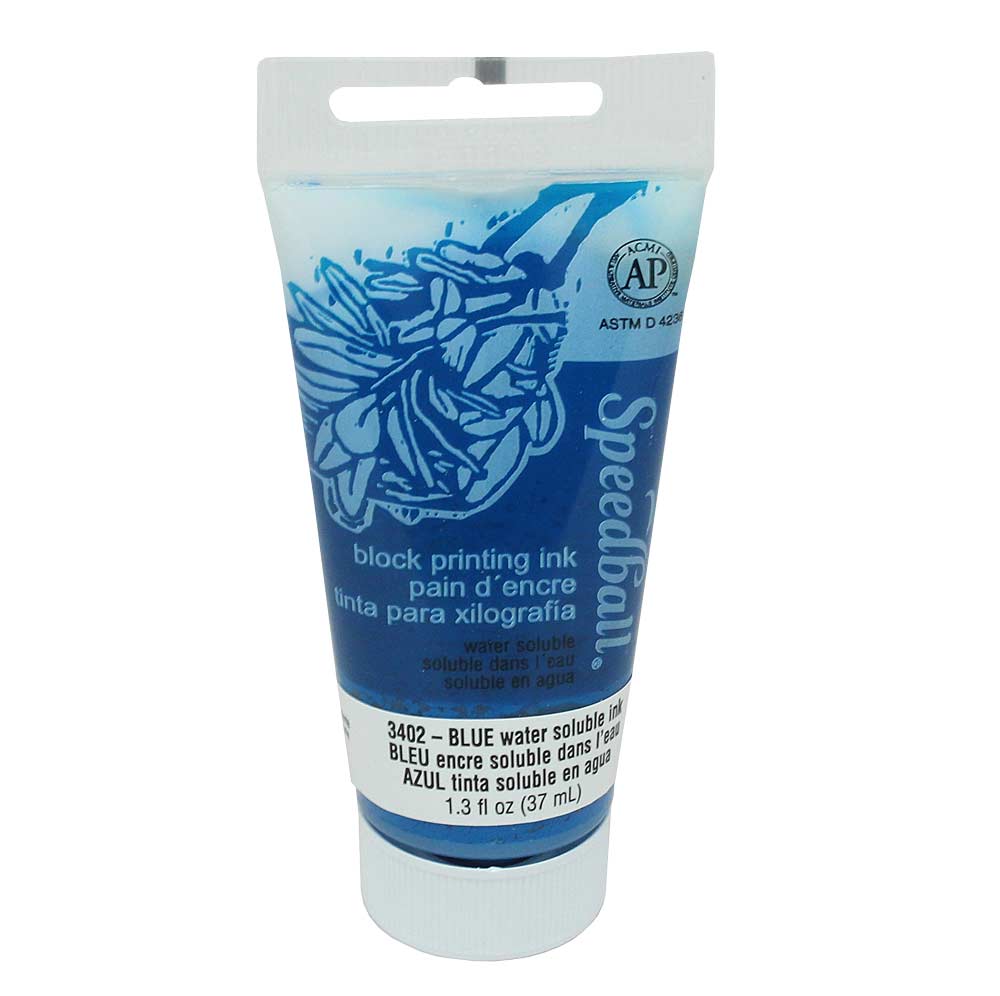 ACMI
AP
ASTM D 4236
Speedball®
block printing ink
pain d´encre
tinta para xilografía
water soluble
soluble dans l´eau
soluble en agua
3402 – BLUE water soluble ink
BLEU encre soluble dans l'eau
AZUL tinta soluble en agua
1.3 fl oz (37 mL)